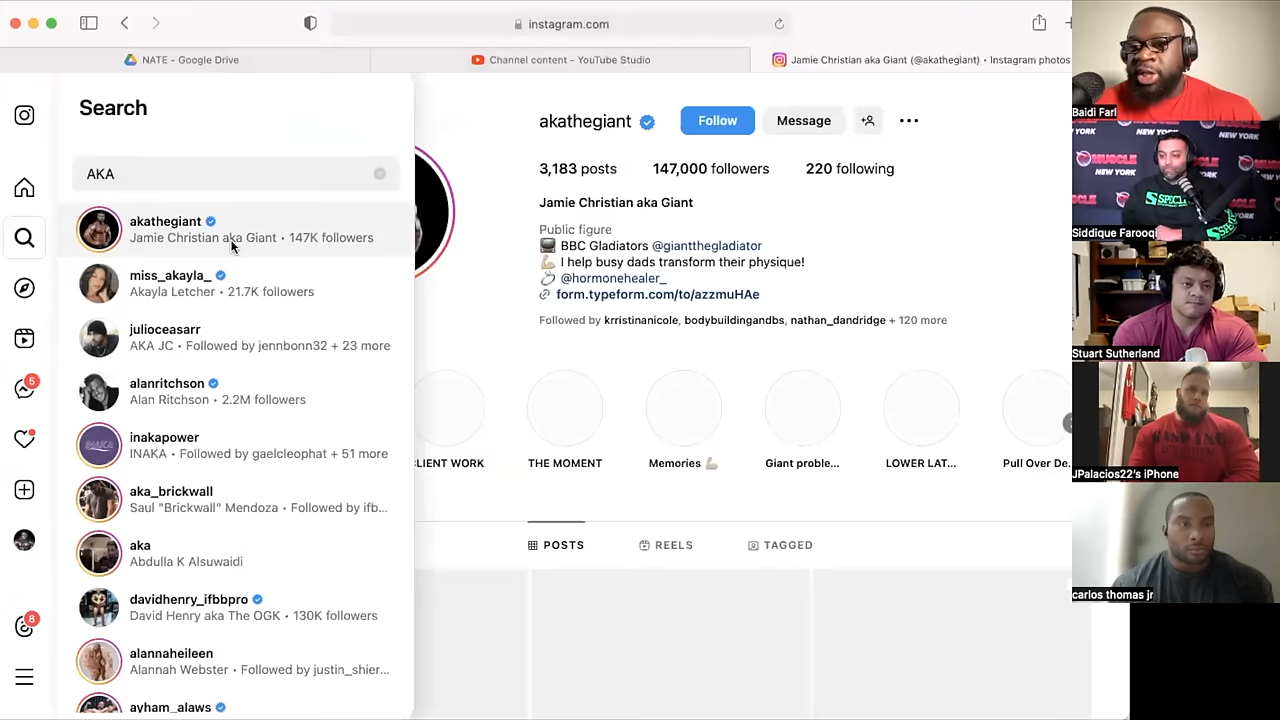 instagram.com
NATE - Google Drive
Channel content - YouTube Studio
Jamie Christian aka Giant (@akathegiant) • Instagram photos
Search
AKA
akathegiant
Jamie Christian aka Giant • 147K followers
miss_akayla_
Akayla Letcher • 21.7K followers
julioceasarr
AKA JC • Followed by jennbonn32 + 23 more
alanritchson
Alan Ritchson • 2.2M followers
inakapower
INAKA • Followed by gaelcleophat + 51 more
aka_brickwall
Saul "Brickwall" Mendoza • Followed by ifb...
aka
Abdulla K Alsuwaidi
davidhenry_ifbbpro
David Henry aka The OGK • 130K followers
alannaheileen
Alannah Webster • Followed by justin_shier...
ayham_alaws
5
8
akathegiant
Follow
Message
3,183 posts
147,000 followers
220 following
Jamie Christian aka Giant
Public figure
BBC Gladiators @giantthegladiator
I help busy dads transform their physique!
@hormonehealer_
form.typeform.com/to/azzmuHAe
Followed by krristinanicole, bodybuildingandbs, nathan_dandridge + 120 more
CLIENT WORK
THE MOMENT
Memories
Giant proble...
LOWER LAT...
Pull Over De...
POSTS
REELS
TAGGED
Baidi Farl
MUSCLE
NEW YORK
Siddique Farooqi
Stuart Sutherland
JPalacios22's iPhone
carlos thomas jr